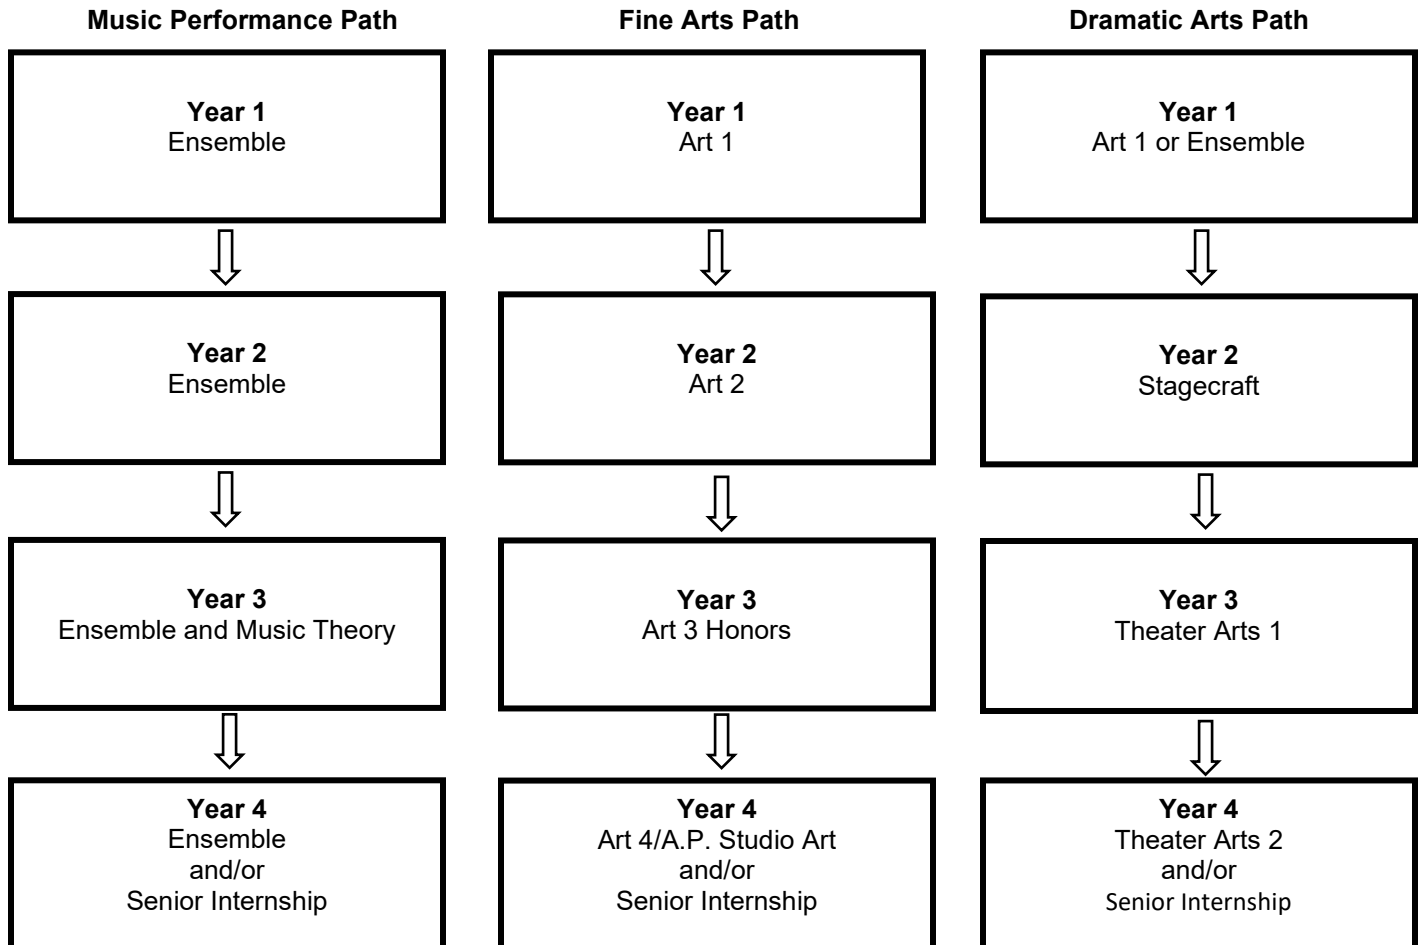 Music Performance Path
Year 1
Ensemble
Year 2
Ensemble
Year 3
Ensemble and Music Theory
Year 4
Ensemble
and/or
Senior Internship
Fine Arts Path
Year 1
Art 1
Year 2
Art 2
Year 3
Art 3 Honors
Year 4
Art 4/A.P. Studio Art
and/or
Senior Internship
Dramatic Arts Path
Year 1
Art 1 or Ensemble
Year 2
Stagecraft
Year 3
Theater Arts 1
Year 4
Theater Arts 2
and/or
Senior Internship